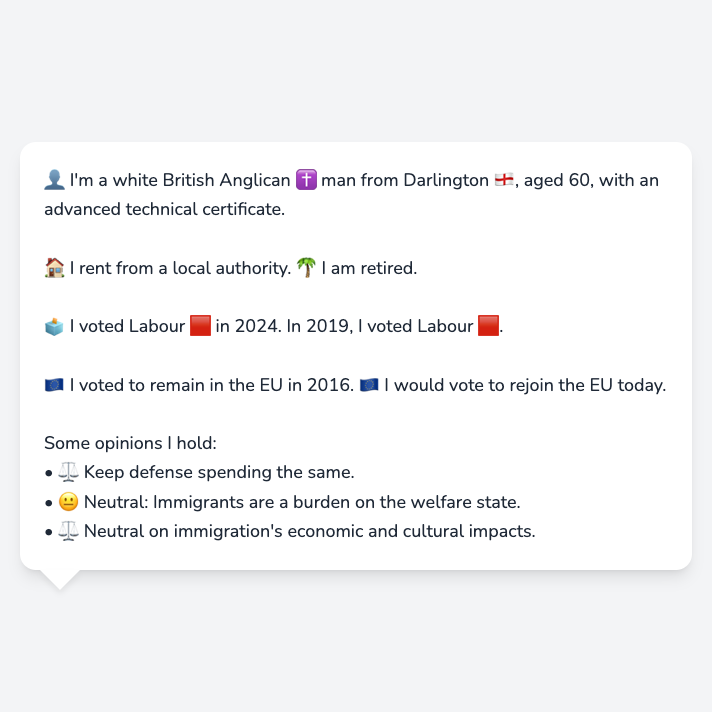 👤 I'm a white British Anglican ✝️ man from Darlington 🏴󠁧󠁢󠁥󠁮󠁧󠁿, aged 60, with an
advanced technical certificate.
🏠 I rent from a local authority. 🌴 I am retired.
🗳️ I voted Labour 🟥 in 2024. In 2019, I voted Labour 🟥.
🇪🇺 I voted to remain in the EU in 2016. 🇪🇺 I would vote to rejoin the EU today.
Some opinions I hold:
• ⚖️ Keep defense spending the same.
• 😐 Neutral: Immigrants are a burden on the welfare state.
• ⚖️ Neutral on immigration's economic and cultural impacts.